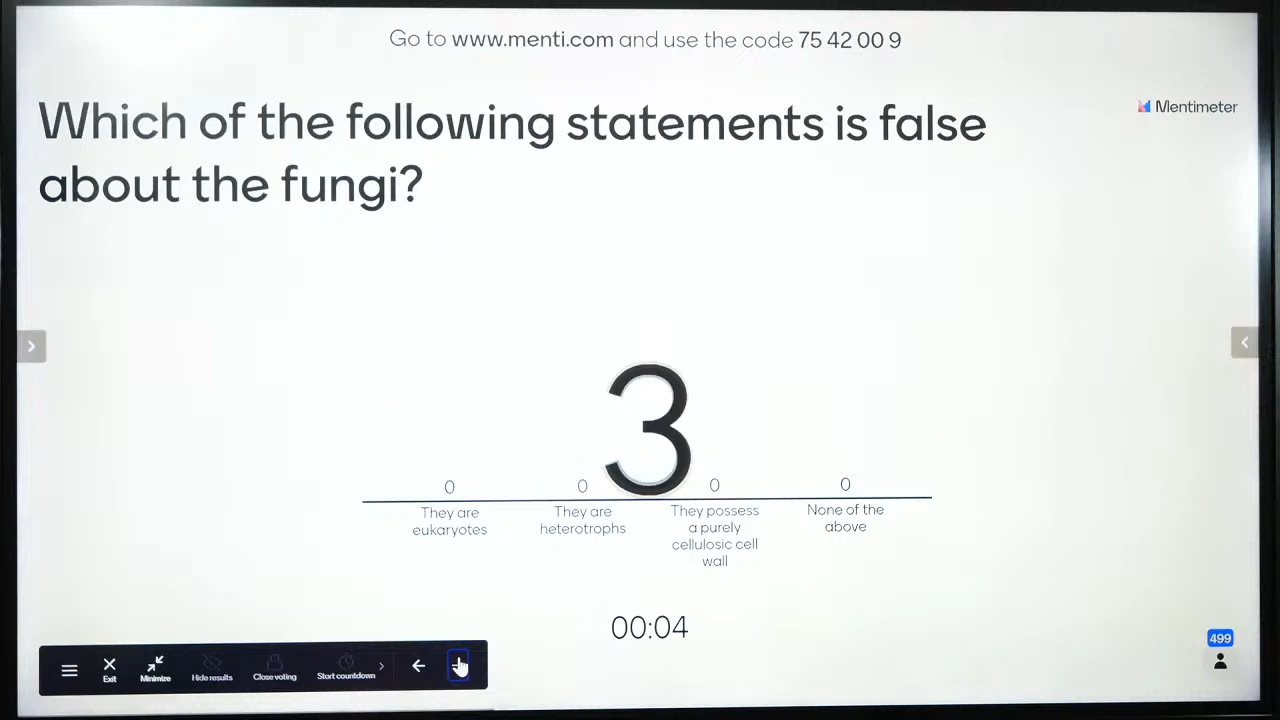 Go to www.menti.com and use the code 75 42 00 9
Mentimeter
Which of the following statements is false
about the fungi?
3
0
0
0
0
They are
eukaryotes
They are
heterotrophs
They possess
a purely
cellulosic cell
wall
None of the
above
00:04
499
Exit
Minimize
Hide results
Close voting
Start countdown